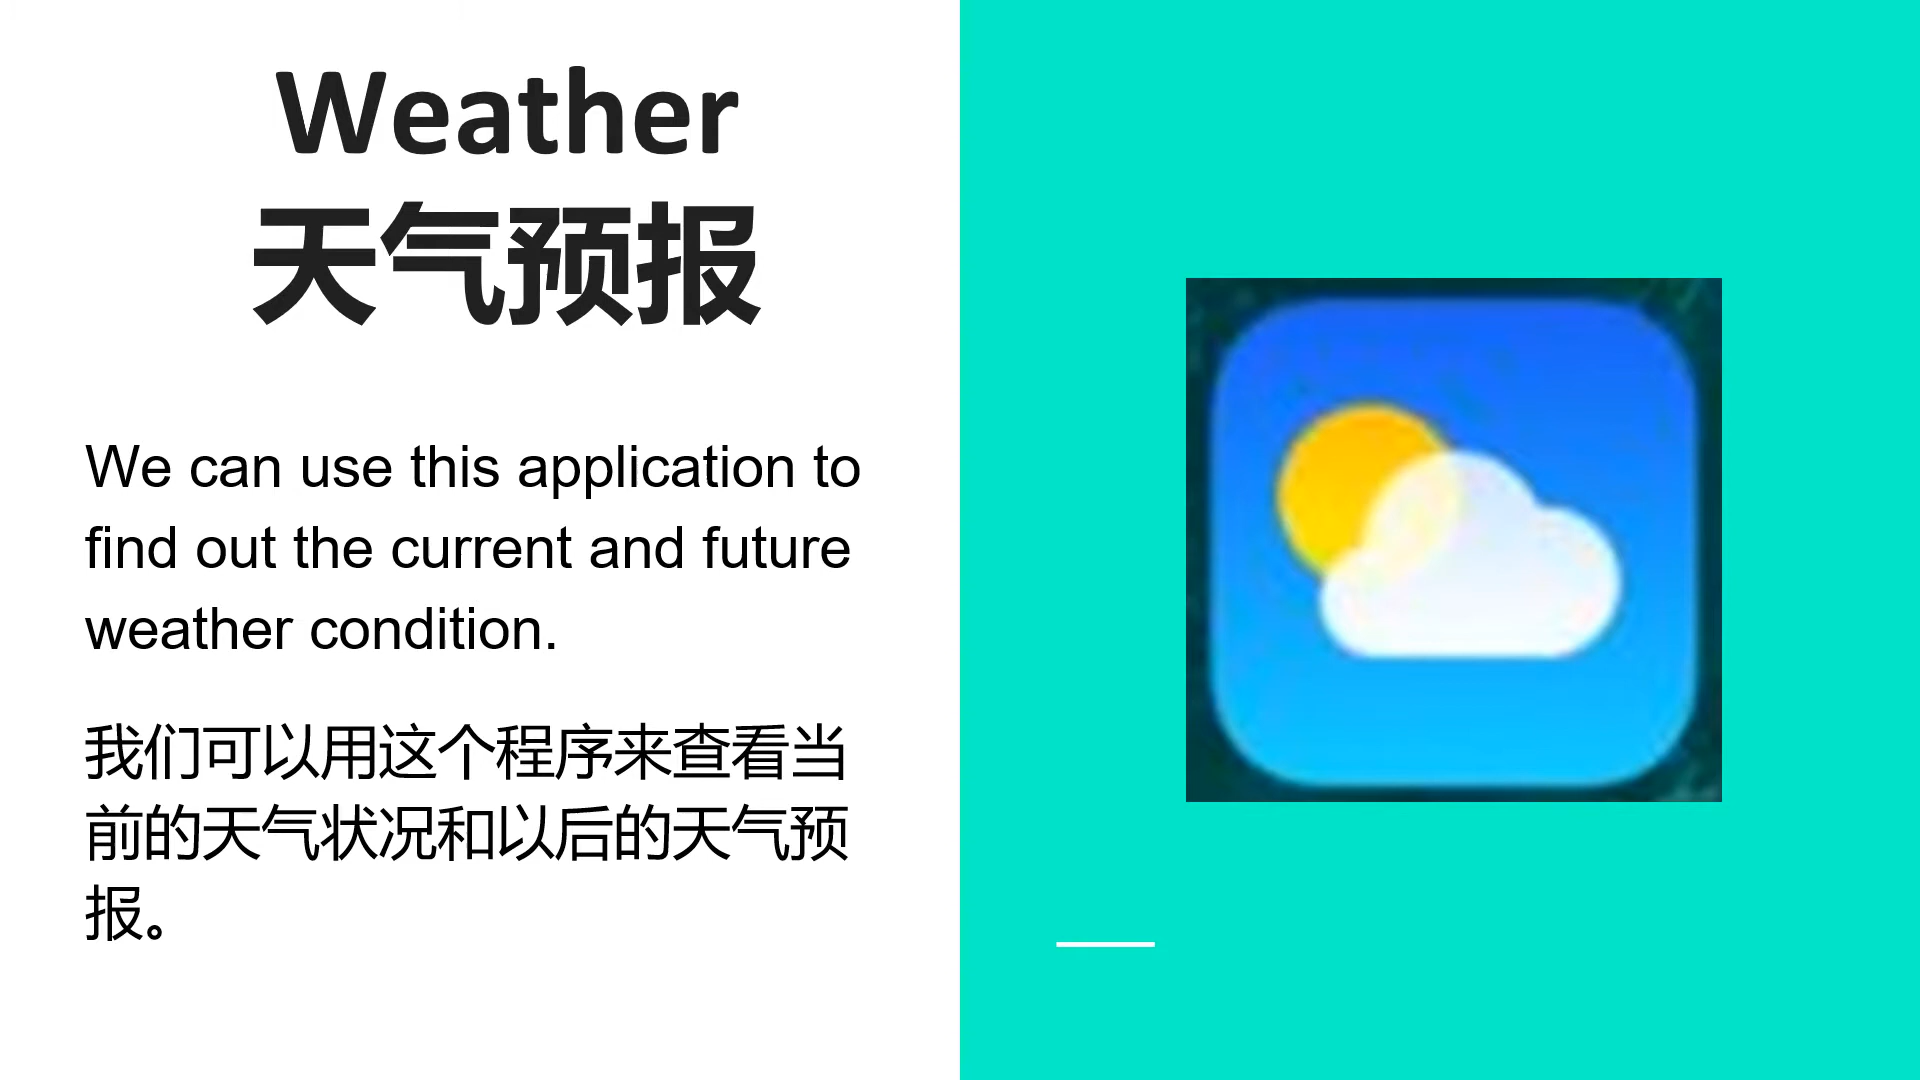 Weather
天气预报
We can use this application to
find out the current and future
weather condition.
我们可以用这个程序来查看当
前的天气状况和以后的天气预
报。